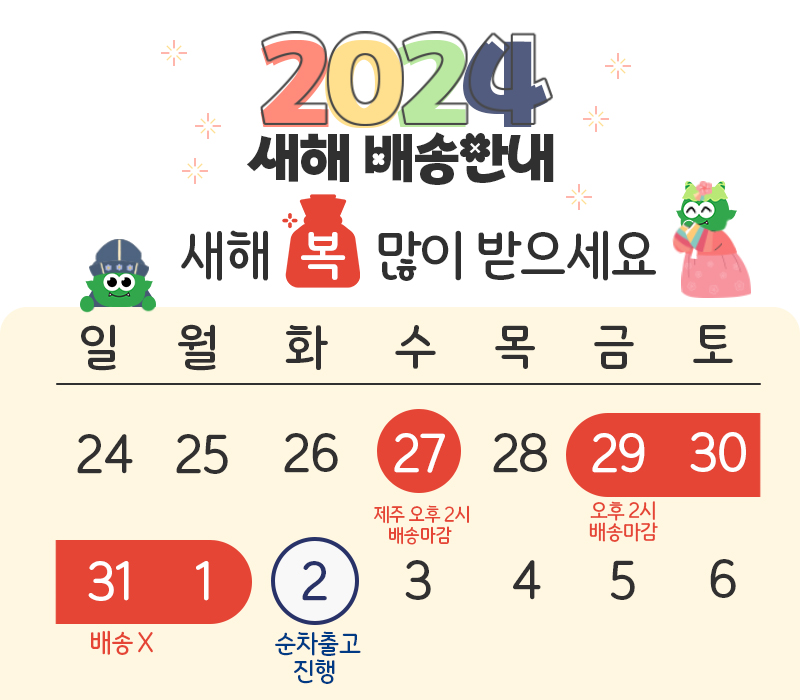 2024
새해 배송안내
새해 복 많이 받으세요
일 월 화 수 목 금 토
24 25 26 27 28 29 30
제주 오후 2시
배송마감
오후 2시
배송마감
31 1 2 3 4 5 6
배송 X
순차출고
진행